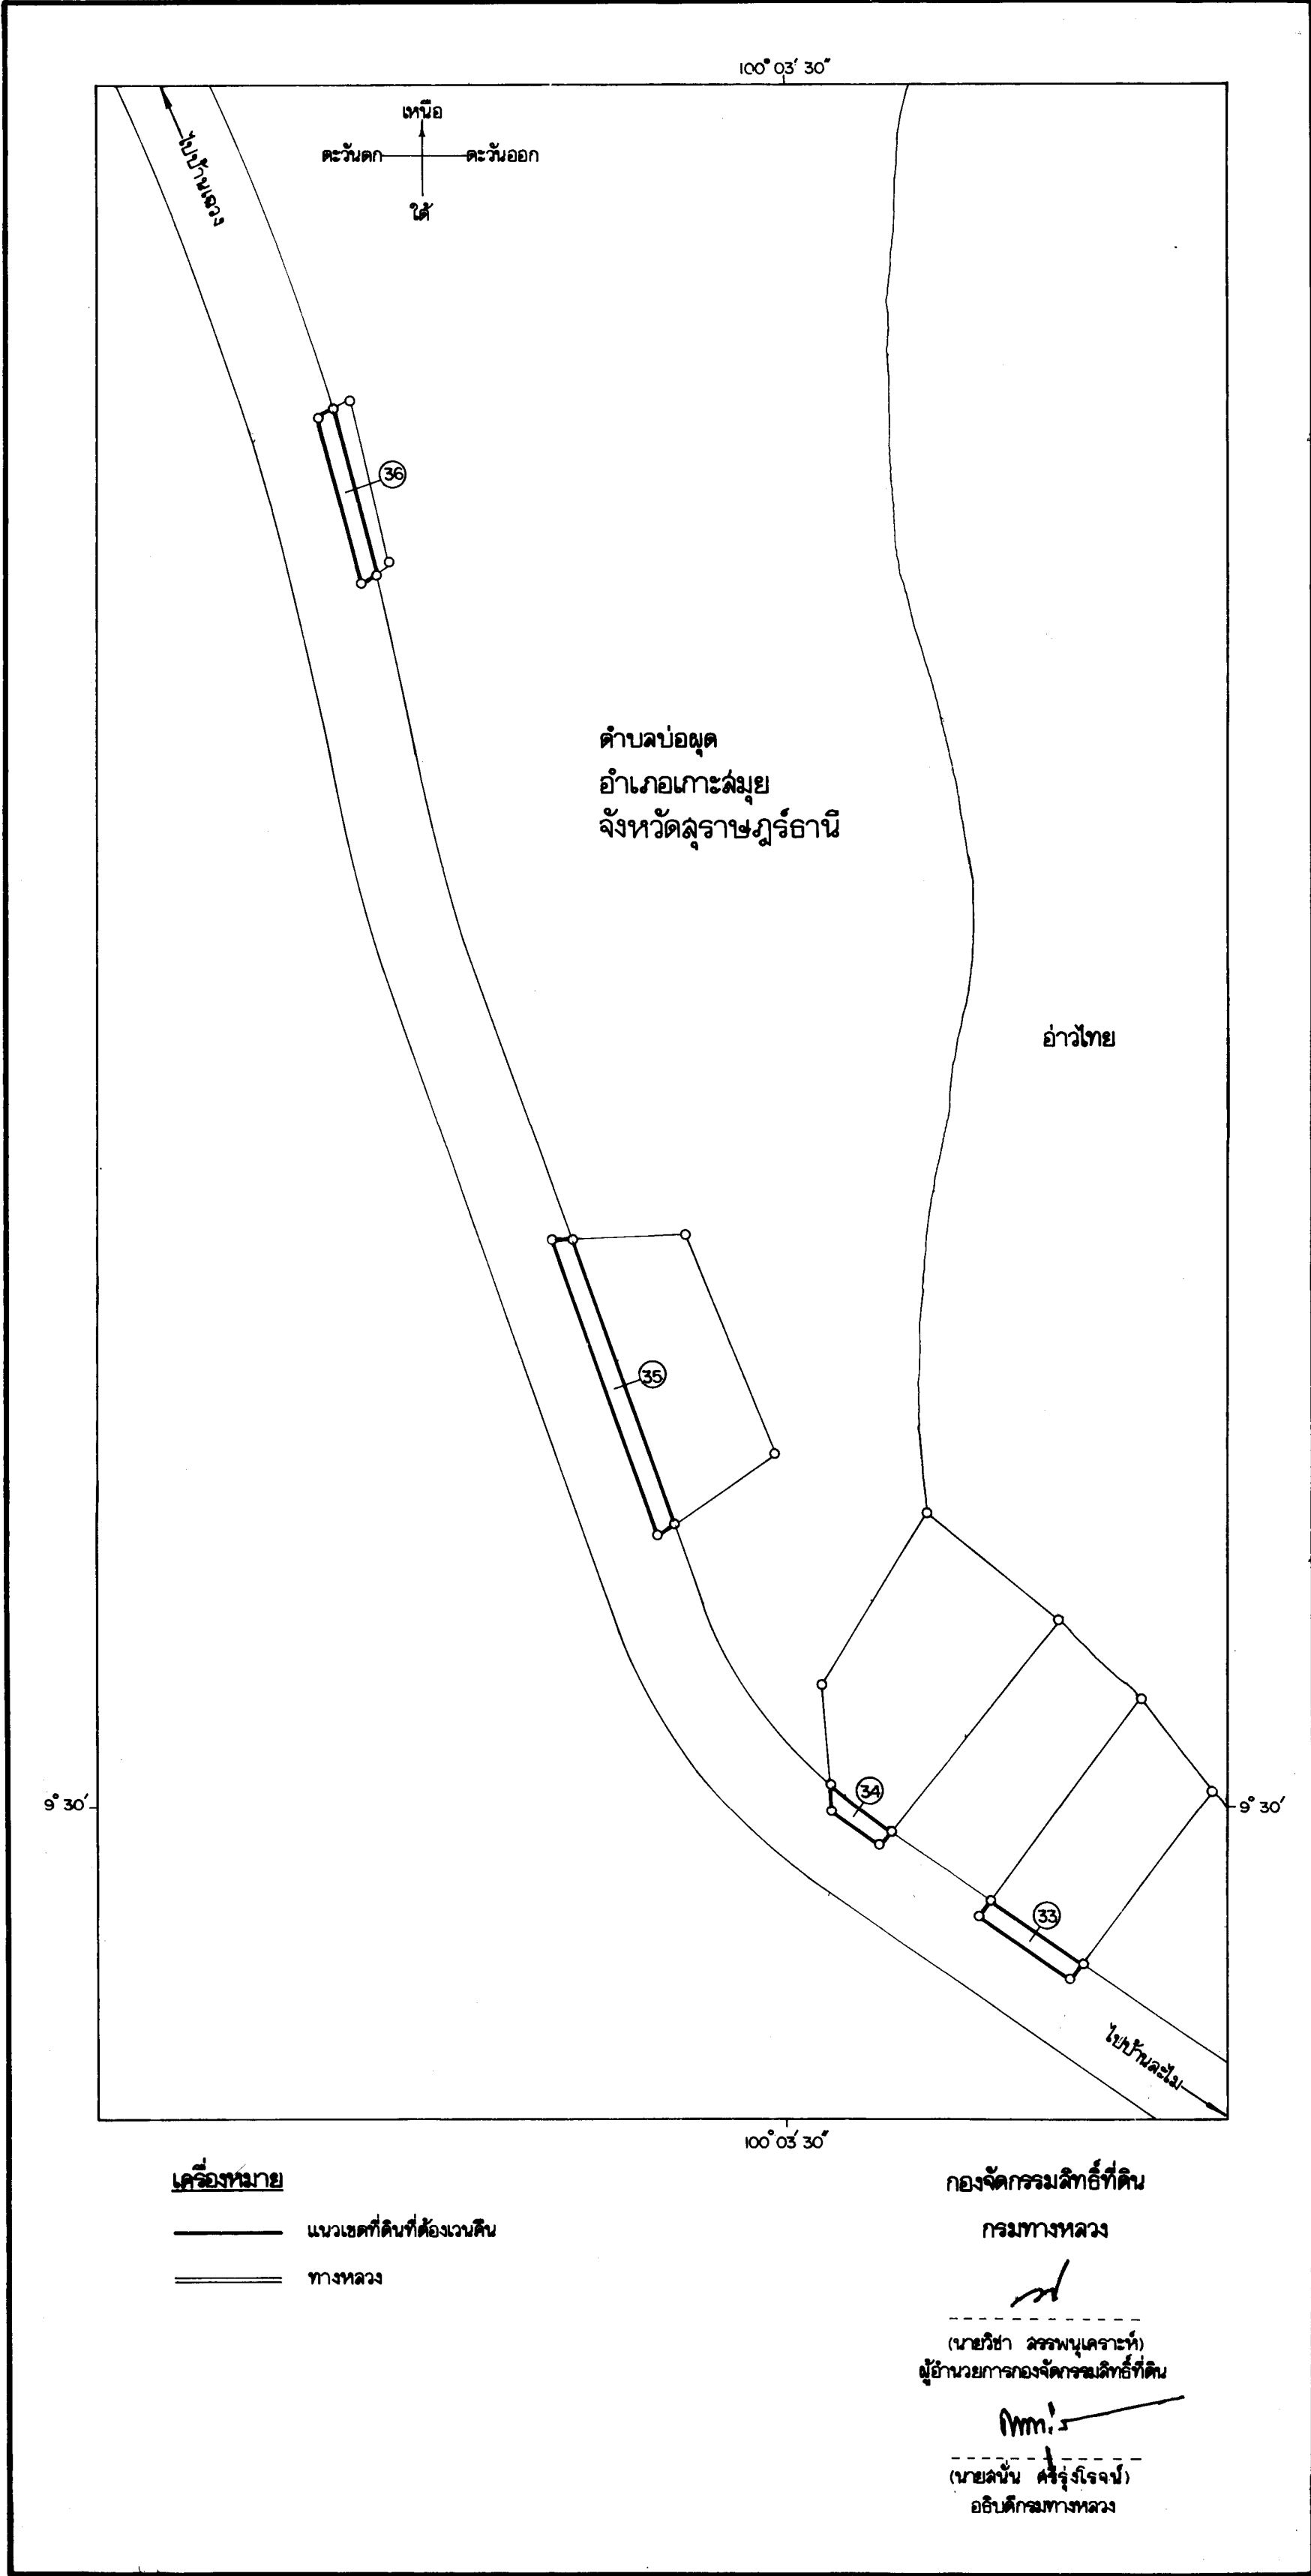 100° 03′ 30″
เหนือ
ตะวันตก
ตะวันออก
ใต้
ไปบ้านเฉวง
36
ตำบลบ่อผุด
อำเภอเกาะสมุย
จังหวัดสุราษฎร์ธานี
อ่าวไทย
35
34
9° 30′
9° 30′
33
ไปบ้านละไม
100° 03′ 30″
เครื่องหมาย
แนวเขตที่ดินที่ต้องเวนคืน
ทางหลวง
กองจัดกรรมสิทธิ์ที่ดิน
กรมทางหลวง
(นายวิชา สรรพนุเคราะห์)
ผู้อำนวยการกองจัดกรรมสิทธิ์ที่ดิน
(นายสนั่น ศรีรุ่งโรจน์)
อธิบดีกรมทางหลวง